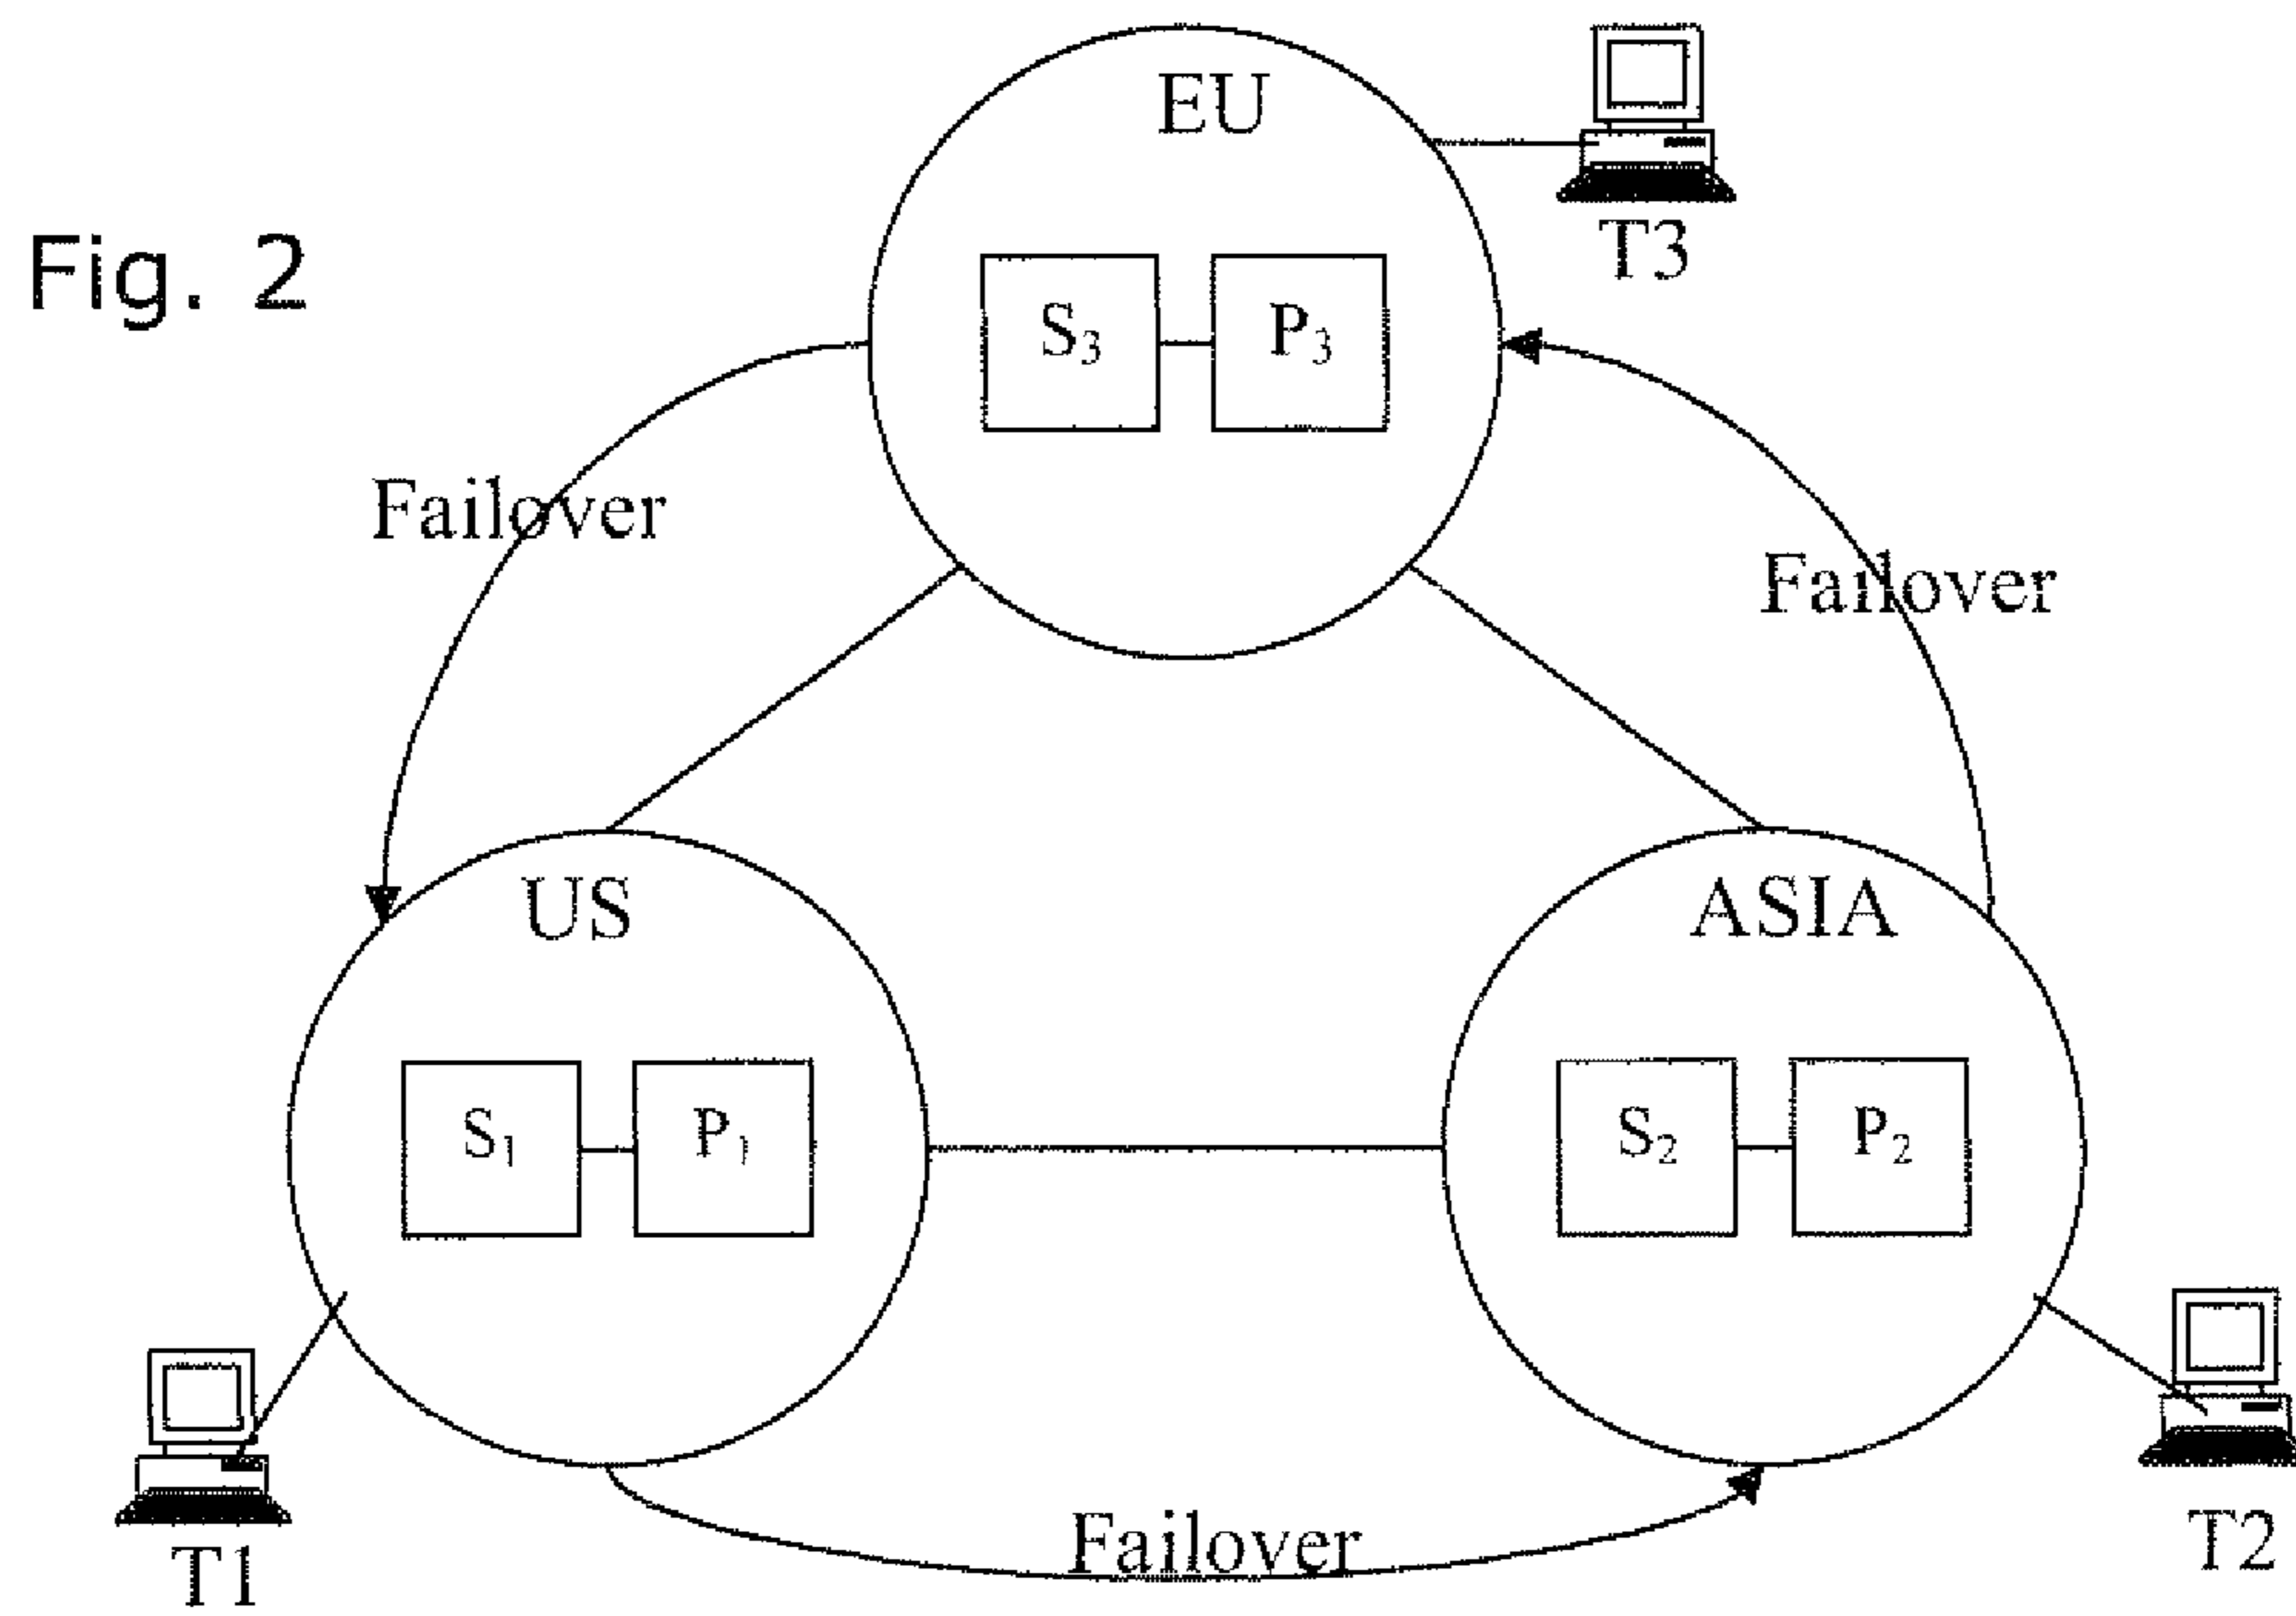 EU
T3
Fig. 2
S₃
P₃
Failover
Failover
US
ASIA
S₁
P₁
S₂
P₂
Failover
T2
T1